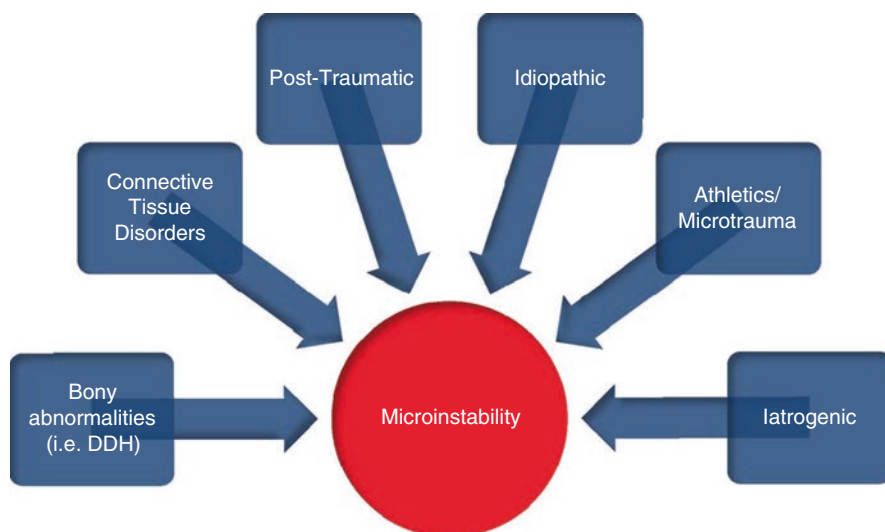 Post-Traumatic
Idiopathic
Connective
Tissue
Disorders
Athletics/
Microtrauma
Bony
abnormalities
(i.e. DDH)
Microinstability
Iatrogenic